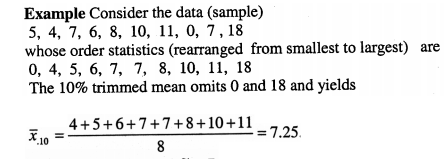 Example Consider the data (sample)
5, 4, 7, 6, 8, 10, 11, 0, 7 , 18
whose order statistics (rearranged from smallest to largest) are
0, 4, 5, 6, 7, 7, 8, 10, 11, 18
The 10% trimmed mean omits 0 and 18 and yields
x̄.10 = (4+5+6+7+7+8+10+11)/8 = 7.25.